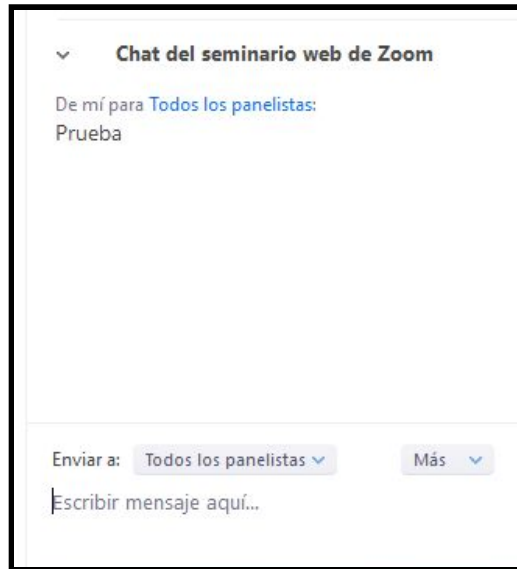 Chat del seminario web de Zoom
De mí para Todos los panelistas:
Prueba
Enviar a: Todos los panelistas Más
Escribir mensaje aquí...